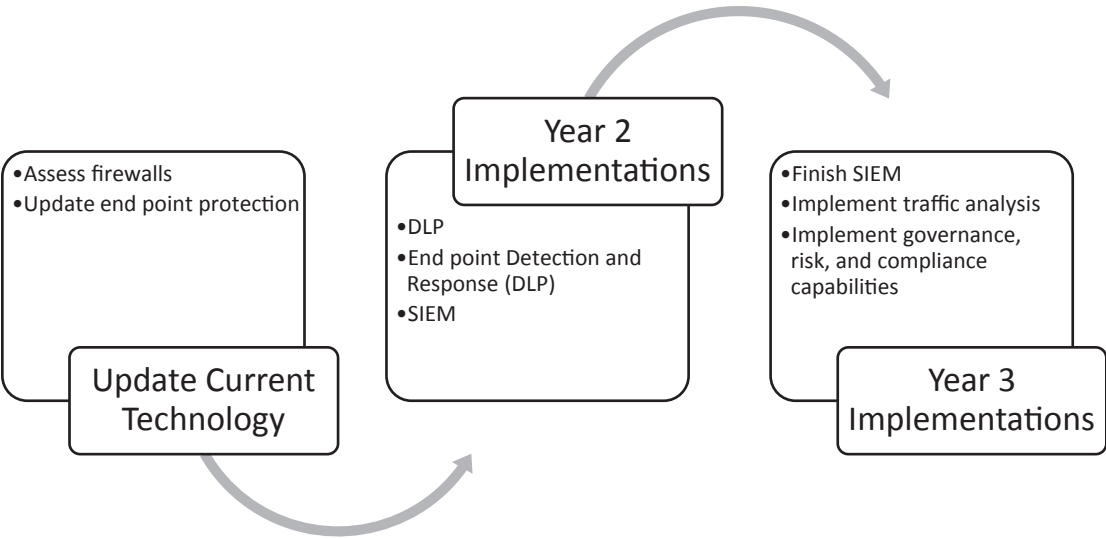 •Assess firewalls
•Update end point protection
Update Current
Technology
Year 2
Implementations
•DLP
•End point Detection and
Response (DLP)
•SIEM
•Finish SIEM
•Implement traffic analysis
•Implement governance,
risk, and compliance
capabilities
Year 3
Implementations